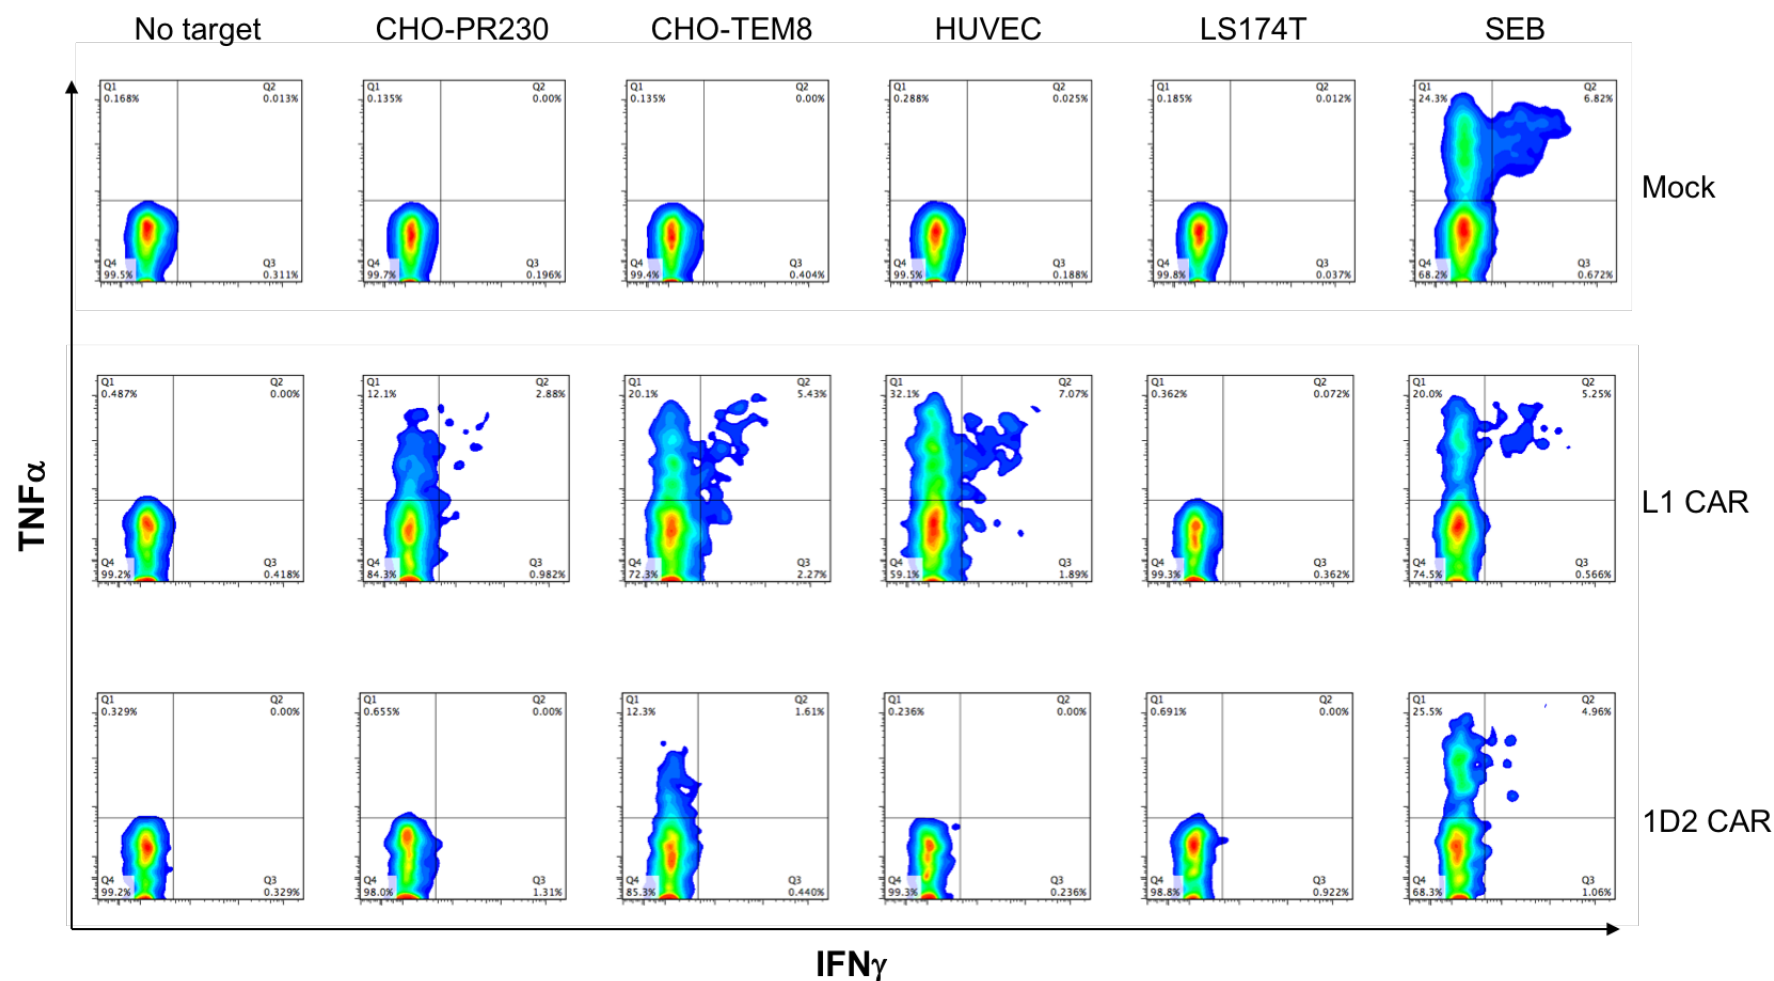 No target CHO-PR230 CHO-TEM8 HUVEC LS174T SEB
Q1 Q2 Q1 Q2 Q1 Q2 Q1 Q2 Q1 Q2 Q1 Q2
0.168% 0.013% 0.135% 0.00% 0.135% 0.00% 0.288% 0.025% 0.185% 0.012% 24.3% 6.82%
Mock
Q4 Q3 Q4 Q3 Q4 Q3 Q4 Q3 Q4 Q3 Q4 Q3
99.5% 0.311% 99.7% 0.196% 99.4% 0.404% 99.5% 0.188% 99.8% 0.037% 68.2% 0.672%
Q1 Q2 Q1 Q2 Q1 Q2 Q1 Q2 Q1 Q2 Q1 Q2
0.487% 0.00% 12.1% 2.88% 20.1% 5.43% 32.1% 7.07% 0.362% 0.072% 20.0% 5.25%
TNFα
L1 CAR
Q4 Q3 Q4 Q3 Q4 Q3 Q4 Q3 Q4 Q3 Q4 Q3
99.2% 0.418% 84.3% 0.982% 72.3% 2.27% 59.1% 1.89% 99.3% 0.362% 74.5% 0.566%
Q1 Q2 Q1 Q2 Q1 Q2 Q1 Q2 Q1 Q2 Q1 Q2
0.329% 0.00% 0.655% 0.00% 12.3% 1.61% 0.236% 0.00% 0.691% 0.00% 25.5% 4.96%
1D2 CAR
Q4 Q3 Q4 Q3 Q4 Q3 Q4 Q3 Q4 Q3 Q4 Q3
99.2% 0.329% 98.0% 1.31% 85.3% 0.440% 99.3% 0.236% 98.8% 0.922% 68.3% 1.06%
IFNγ